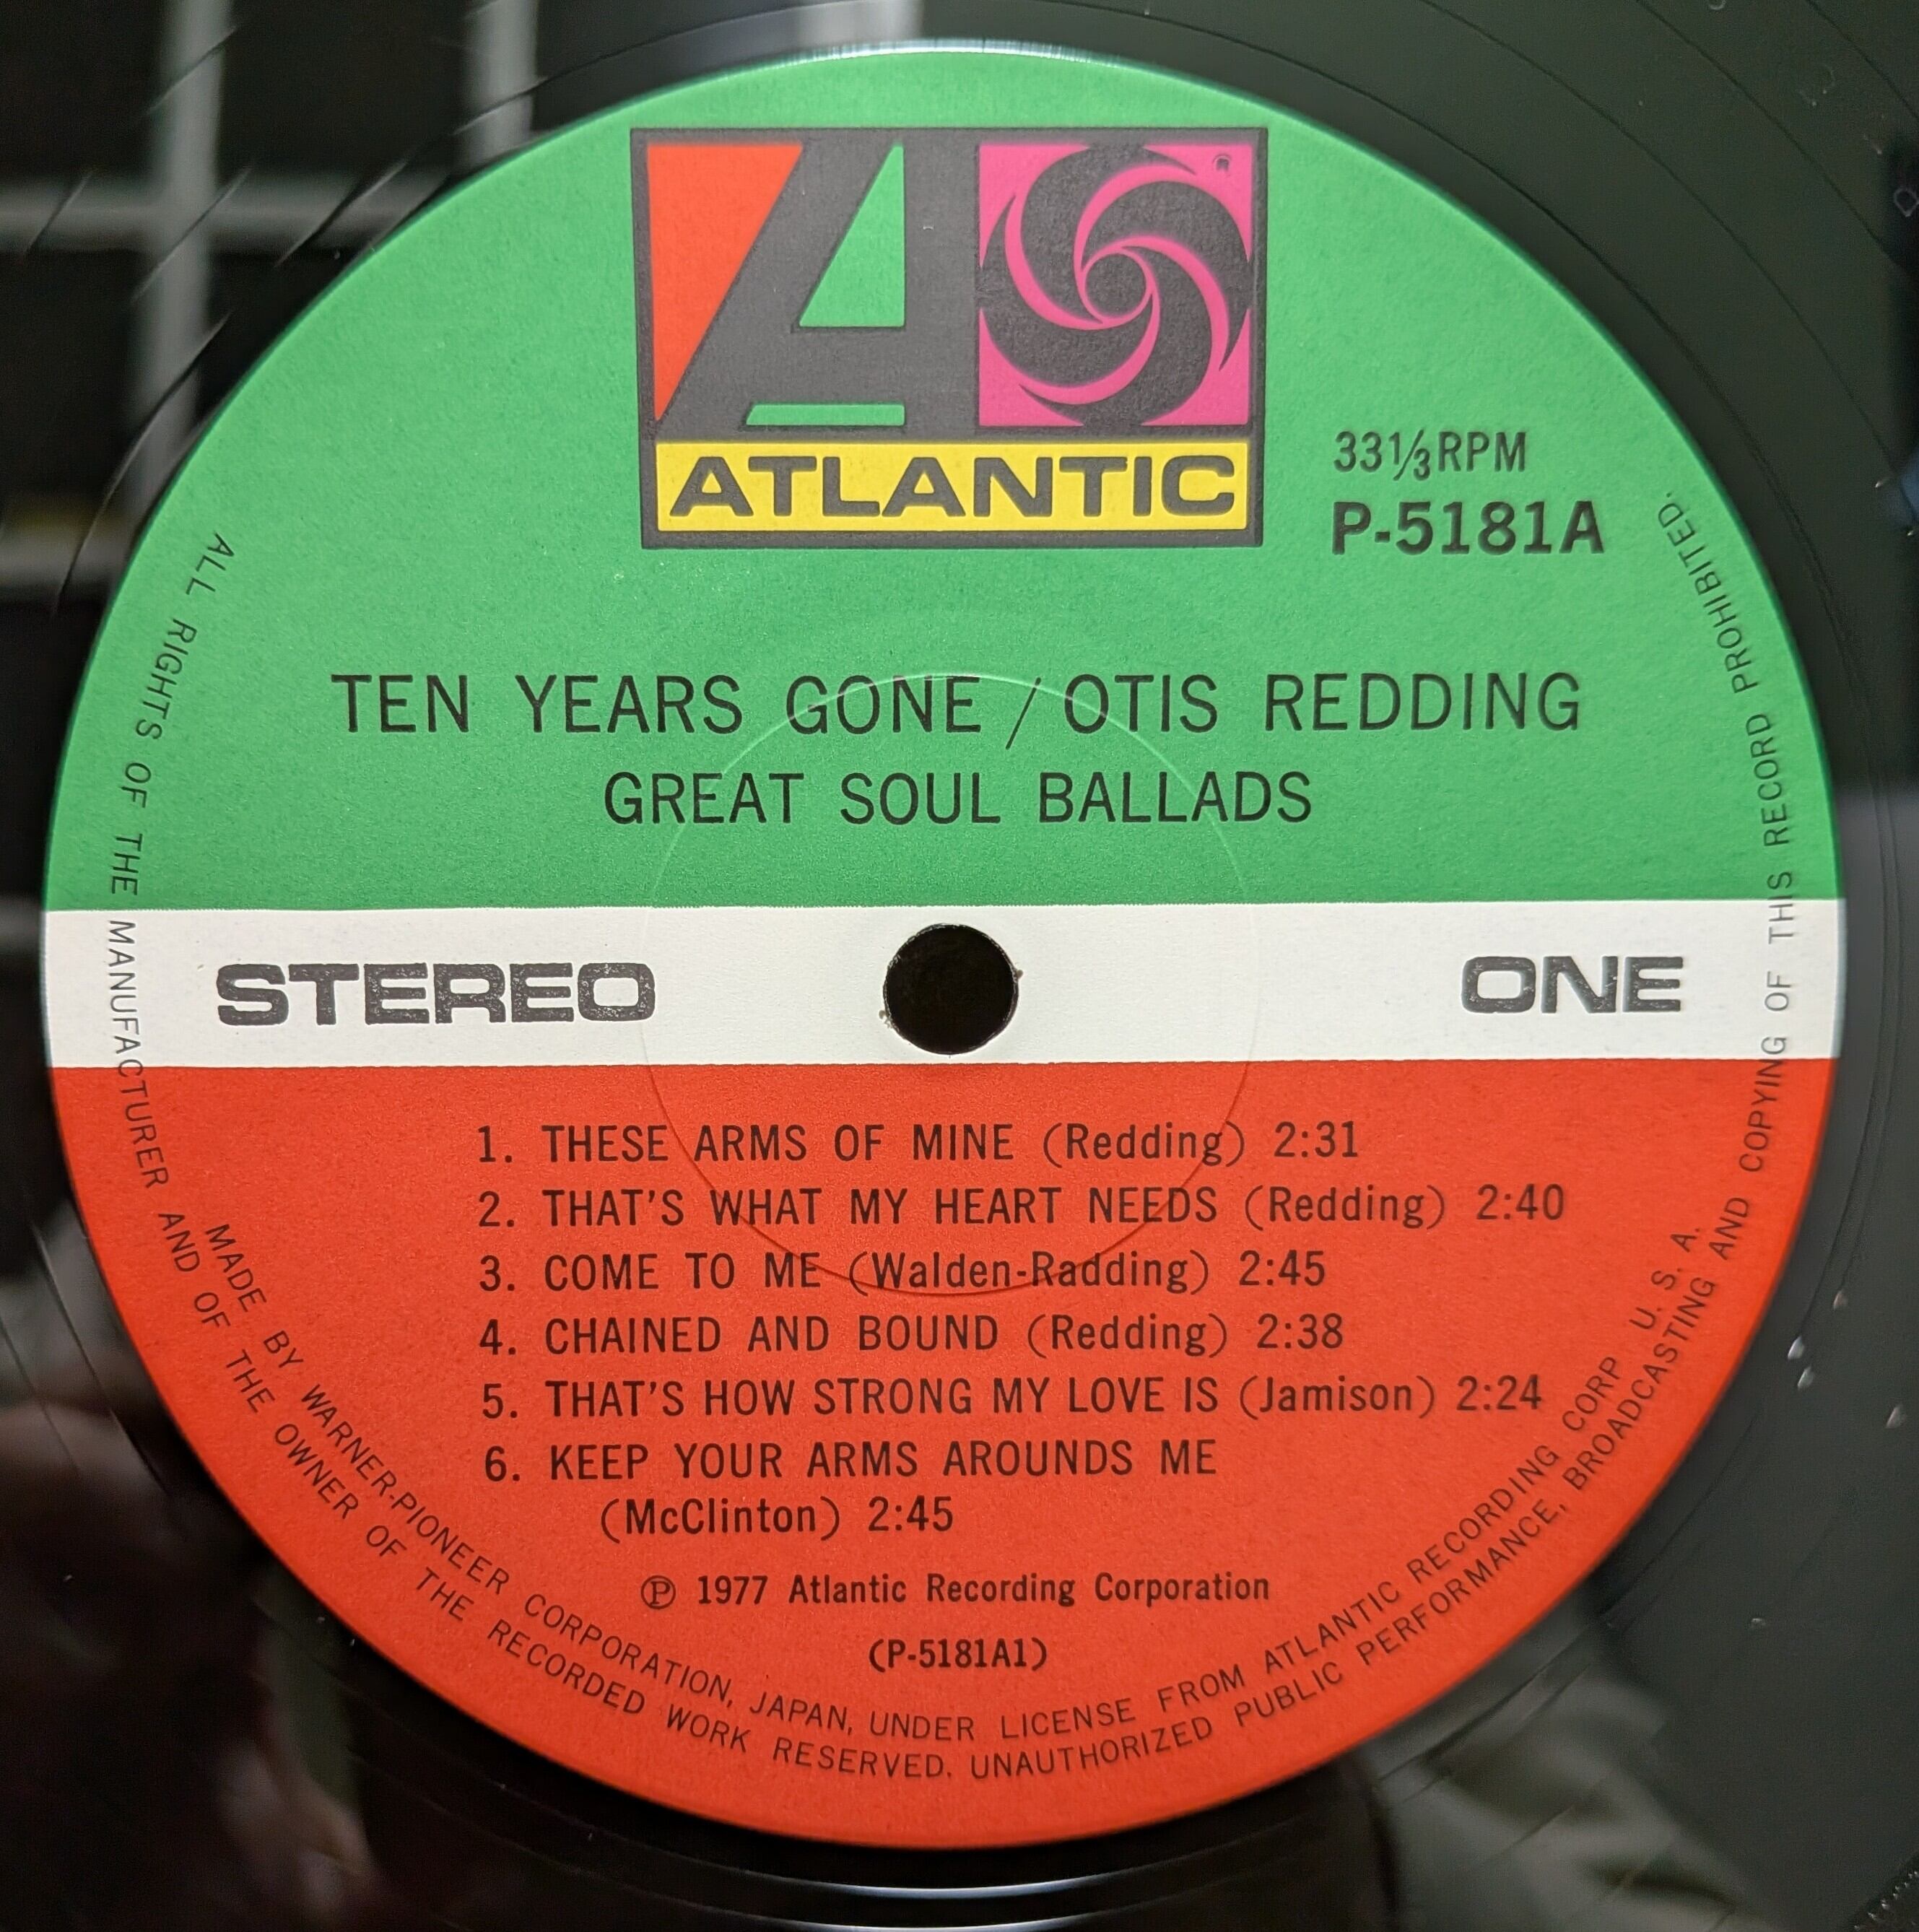 ATLANTIC
33⅓RPM
P-5181A
TEN YEARS GONE / OTIS REDDING
GREAT SOUL BALLADS
STEREO
ONE
1. THESE ARMS OF MINE (Redding) 2:31
2. THAT'S WHAT MY HEART NEEDS (Redding) 2:40
3. COME TO ME (Walden-Radding) 2:45
4. CHAINED AND BOUND (Redding) 2:38
5. THAT'S HOW STRONG MY LOVE IS (Jamison) 2:24
6. KEEP YOUR ARMS AROUNDS ME
(McClinton) 2:45
℗ 1977 Atlantic Recording Corporation
(P-5181A1)
MADE BY WARNER-PIONEER CORPORATION, JAPAN, UNDER LICENSE FROM ATLANTIC RECORDING CORP U. S. A.
ALL RIGHTS OF THE MANUFACTURER AND OF THE OWNER OF THE RECORDED WORK RESERVED. UNAUTHORIZED PUBLIC PERFORMANCE, BROADCASTING AND COPYING OF THIS RECORD PROHIBITED.